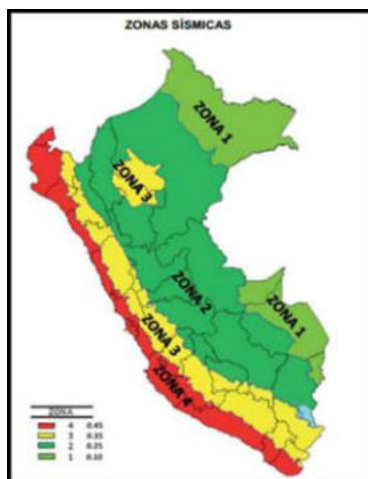 ZONAS SÍSMICAS
ZONA 1
ZONA 3
ZONA 2
ZONA 1
ZONA 3
ZONA 4
ZONA
4 0.45
3 0.35
2 0.25
1 0.10